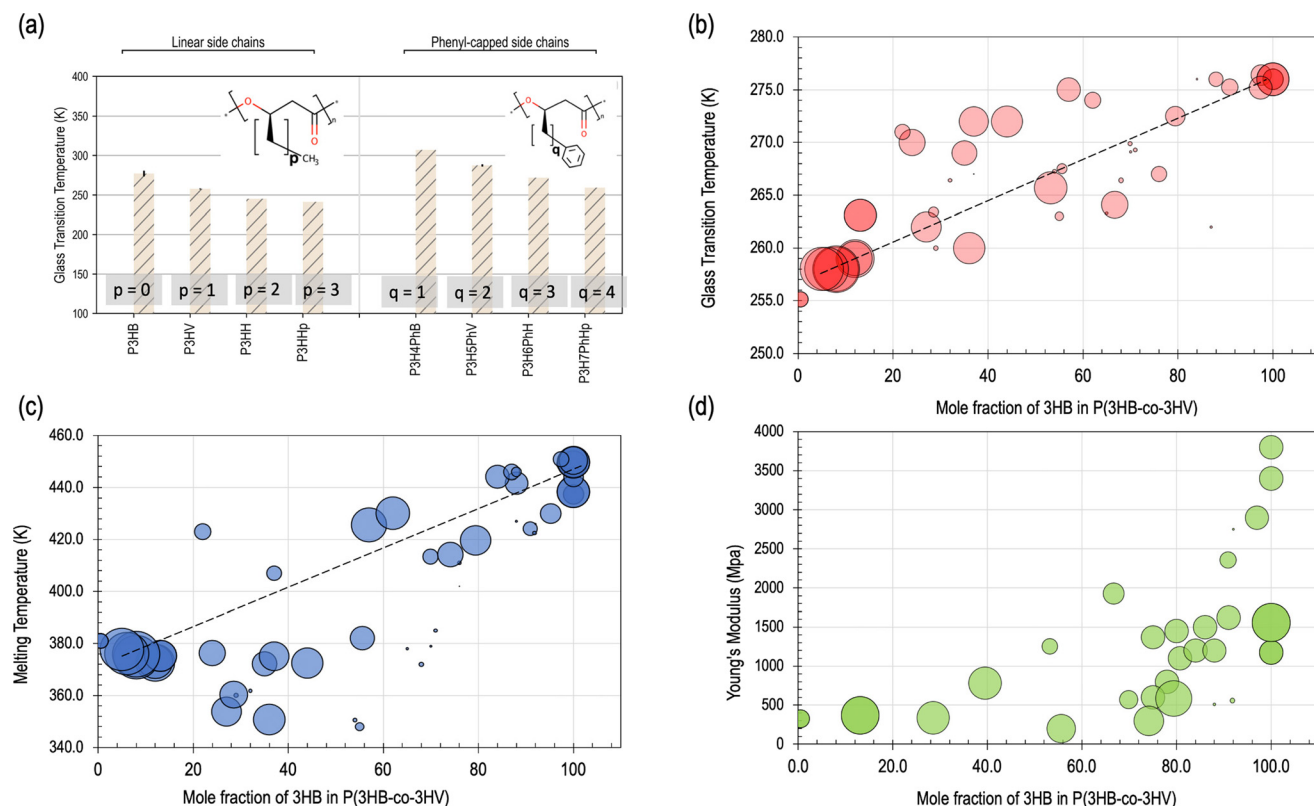 (a)
Linear side chains
Phenyl-capped side chains
Glass Transition Temperature (K)
400
350
300
250
200
150
100
O
O
n
p
CH3
O
O
n
q
p = 0
p = 1
p = 2
p = 3
q = 1
q = 2
q = 3
q = 4
P3HB
P3HV
P3HH
P3HHp
P3H4PhB
P3H5PhV
P3H6PhH
P3H7PhHp
(b)
Glass Transition Temperature (K)
280.0
275.0
270.0
265.0
260.0
255.0
250.0
0
20
40
60
80
100
Mole fraction of 3HB in P(3HB-co-3HV)
(c)
Melting Temperature (K)
460.0
440.0
420.0
400.0
380.0
360.0
340.0
0
20
40
60
80
100
Mole fraction of 3HB in P(3HB-co-3HV)
(d)
Young's Modulus (Mpa)
4000
3500
3000
2500
2000
1500
1000
500
0
0.0
20.0
40.0
60.0
80.0
100.0
Mole fraction of 3HB in P(3HB-co-3HV)